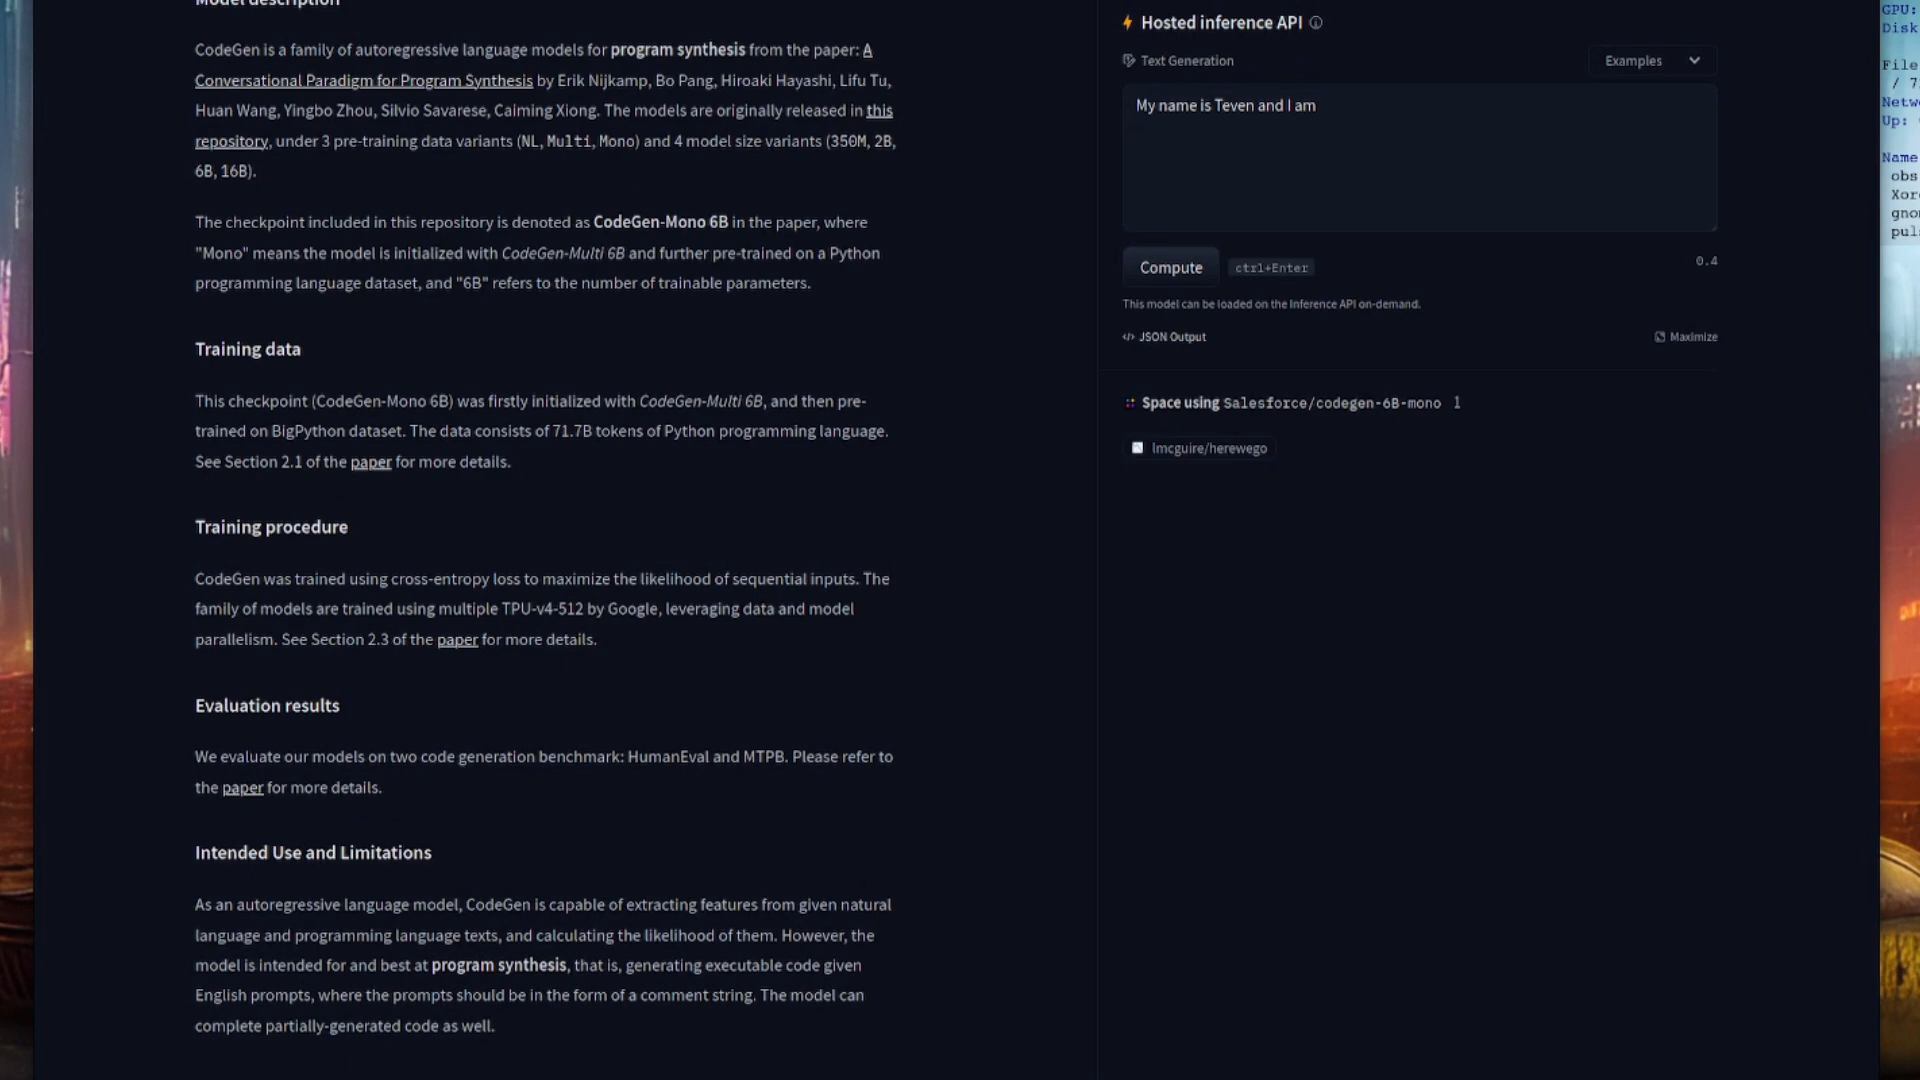 Model description
CodeGen is a family of autoregressive language models for program synthesis from the paper: A
Conversational Paradigm for Program Synthesis by Erik Nijkamp, Bo Pang, Hiroaki Hayashi, Lifu Tu,
Huan Wang, Yingbo Zhou, Silvio Savarese, Caiming Xiong. The models are originally released in this
repository, under 3 pre-training data variants (NL, Multi, Mono) and 4 model size variants (350M, 2B,
6B, 16B).
The checkpoint included in this repository is denoted as CodeGen-Mono 6B in the paper, where
"Mono" means the model is initialized with CodeGen-Multi 6B and further pre-trained on a Python
programming language dataset, and "6B" refers to the number of trainable parameters.
Training data
This checkpoint (CodeGen-Mono 6B) was firstly initialized with CodeGen-Multi 6B, and then pre-
trained on BigPython dataset. The data consists of 71.7B tokens of Python programming language.
See Section 2.1 of the paper for more details.
Training procedure
CodeGen was trained using cross-entropy loss to maximize the likelihood of sequential inputs. The
family of models are trained using multiple TPU-v4-512 by Google, leveraging data and model
parallelism. See Section 2.3 of the paper for more details.
Evaluation results
We evaluate our models on two code generation benchmark: HumanEval and MTPB. Please refer to
the paper for more details.
Intended Use and Limitations
As an autoregressive language model, CodeGen is capable of extracting features from given natural
language and programming language texts, and calculating the likelihood of them. However, the
model is intended for and best at program synthesis, that is, generating executable code given
English prompts, where the prompts should be in the form of a comment string. The model can
complete partially-generated code as well.
Hosted inference API
Text Generation
Examples
My name is Teven and I am
Compute
ctrl+Enter
0.4
This model can be loaded on the Inference API on-demand.
</> JSON Output
Maximize
Space using Salesforce/codegen-6B-mono 1
lmcguire/herewego
GPU:
Disk
File
/ 7
Netw
Up:
Name
obs
Xor
gno
puls